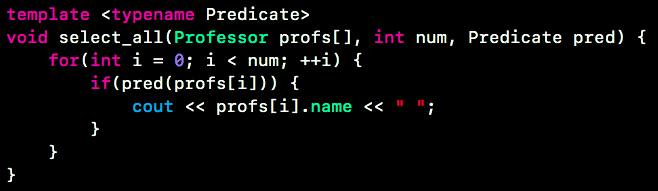 template <typename Predicate>
void select_all(Professor profs[], int num, Predicate pred) {
    for(int i = 0; i < num; ++i) {
        if(pred(profs[i])) {
            cout << profs[i].name << " ";
        }
    }
}